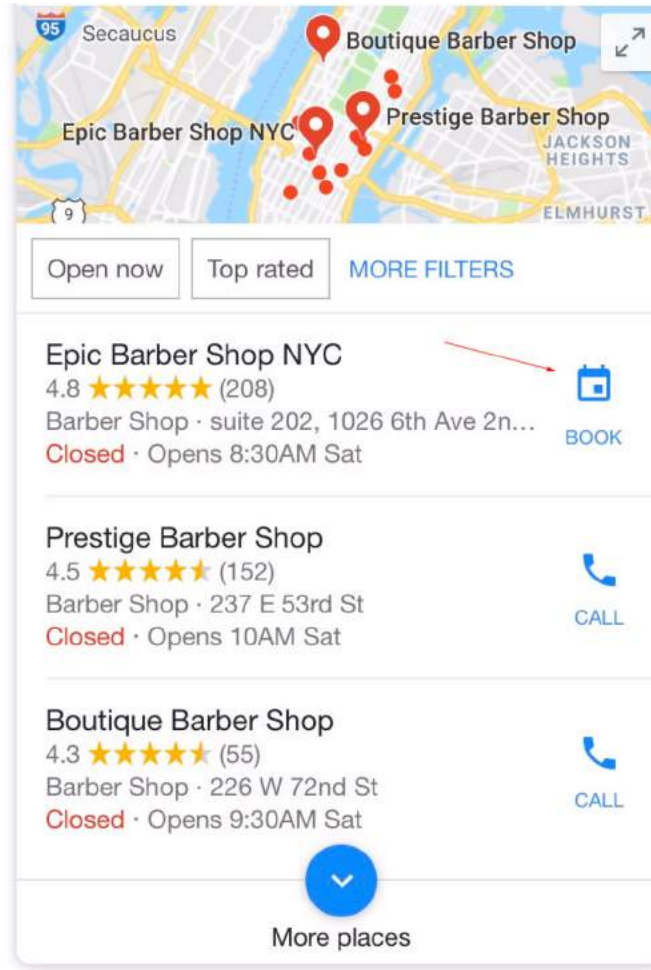 95
Secaucus
Boutique Barber Shop
Epic Barber Shop NYC
Prestige Barber Shop
JACKSON
HEIGHTS
9
ELMHURST
Open now
Top rated
MORE FILTERS
Epic Barber Shop NYC
4.8 ★★★★★ (208)
Barber Shop · suite 202, 1026 6th Ave 2n...
Closed · Opens 8:30AM Sat
BOOK
Prestige Barber Shop
4.5 ★★★★★ (152)
Barber Shop · 237 E 53rd St
Closed · Opens 10AM Sat
CALL
Boutique Barber Shop
4.3 ★★★★★ (55)
Barber Shop · 226 W 72nd St
Closed · Opens 9:30AM Sat
CALL
More places